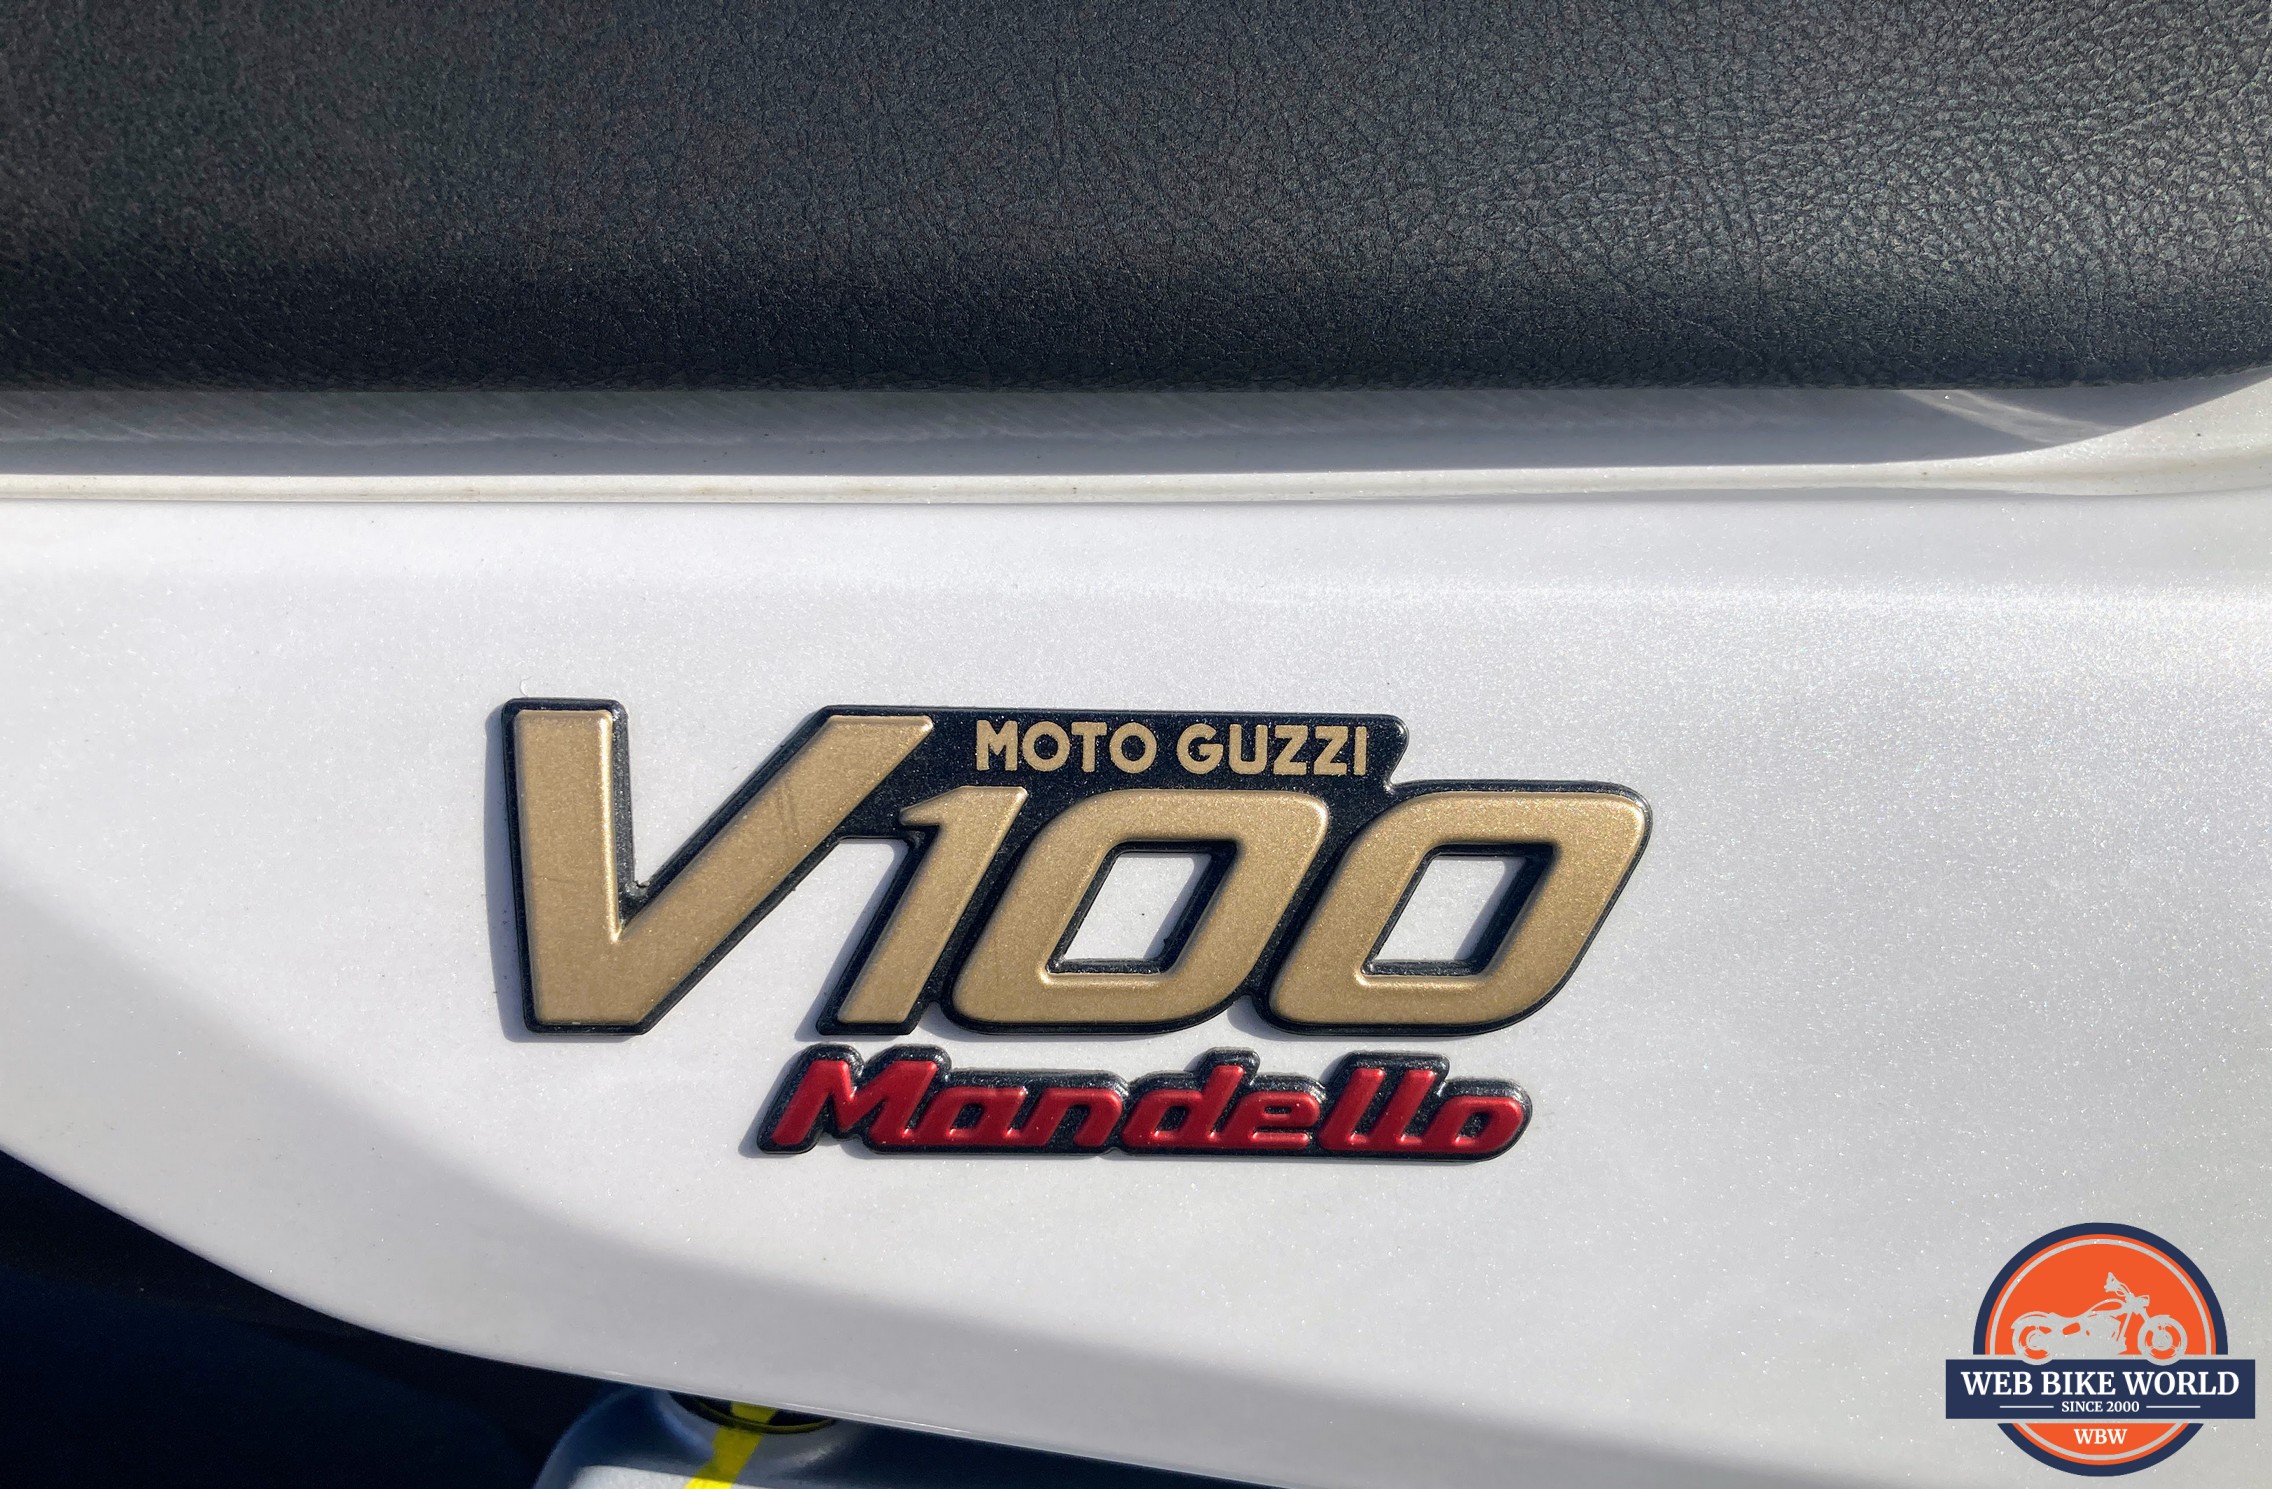 MOTO GUZZI
V100
Mandello
WEB BIKE WORLD
SINCE 2000
WBW